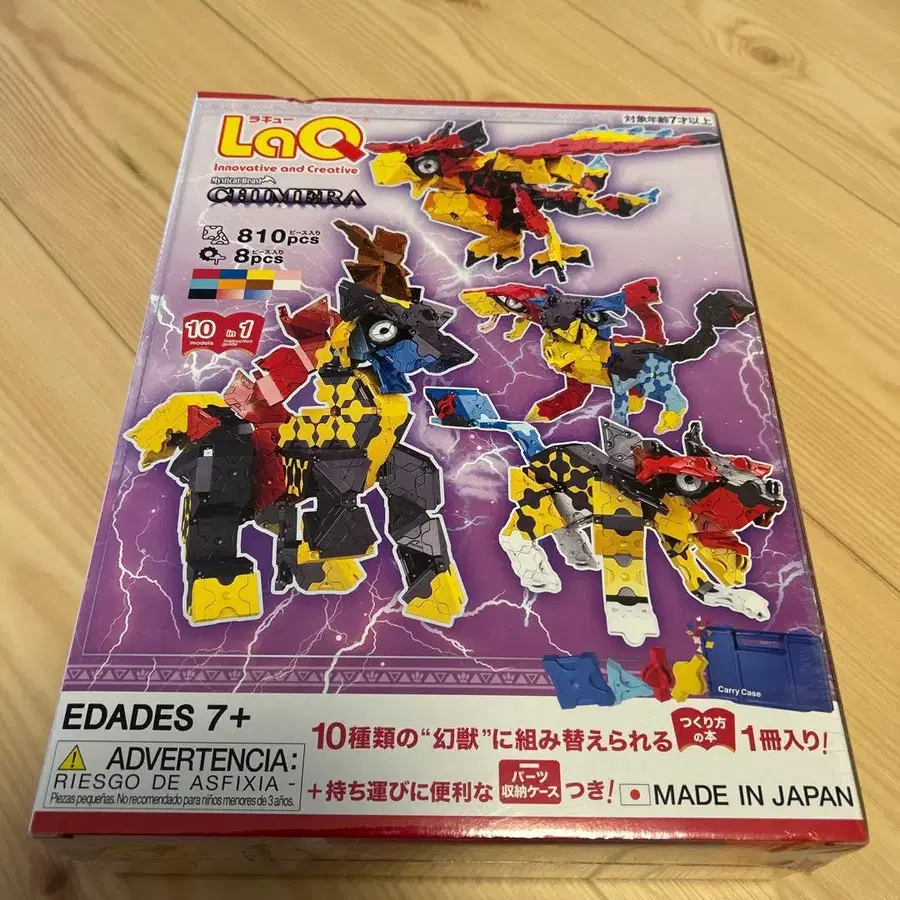 ラキュー
LaQ
Innovative and Creative
Mystical Beast
CHIMERA
対象年齢7才以上
ピース入り
810pcs
ピース入り
8pcs
10 in 1
models instruction guide
Carry Case
EDADES 7+
ADVERTENCIA:
RIESGO DE ASFIXIA -
Piezas pequeñas. No recomendado para niños menores de 3 años.
10種類の“幻獣”に組み替えられる つくり方の本 1冊入り!
+持ち運びに便利な パーツ収納ケース つき!
MADE IN JAPAN